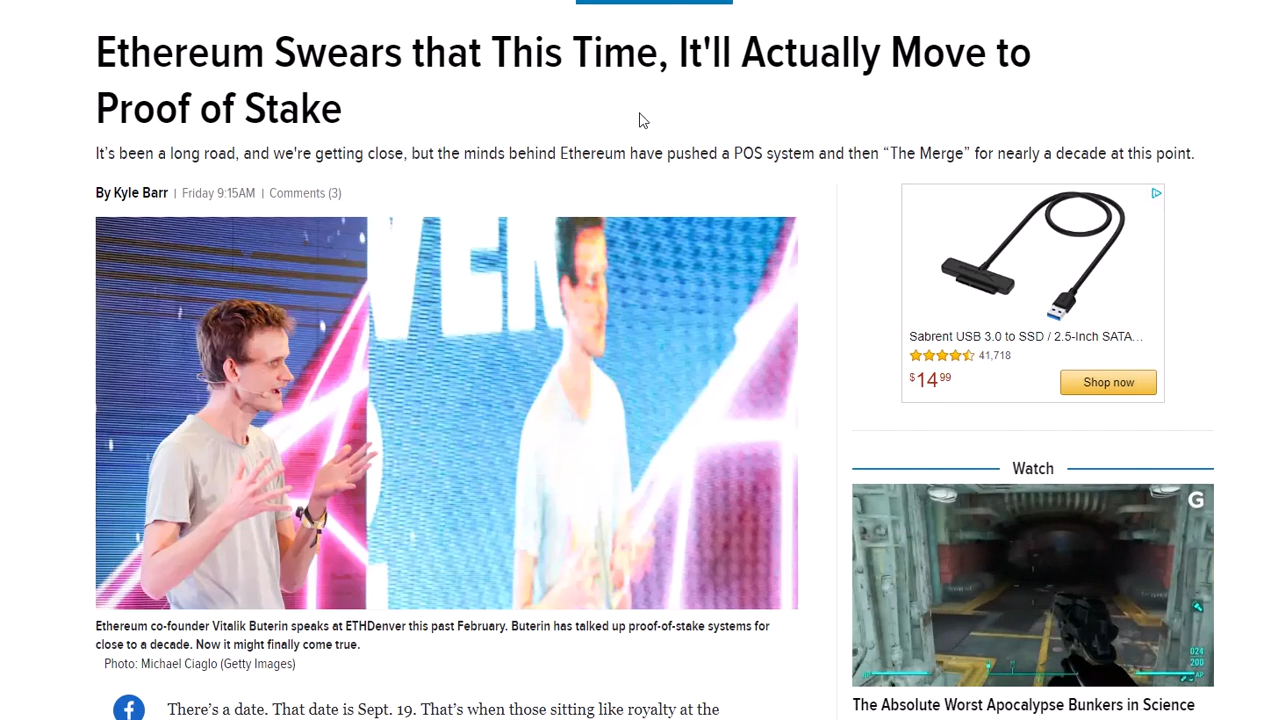 Ethereum Swears that This Time, It'll Actually Move to
Proof of Stake
It's been a long road, and we're getting close, but the minds behind Ethereum have pushed a POS system and then “The Merge” for nearly a decade at this point.
By Kyle Barr | Friday 9:15AM | Comments (3)
VEN
Ethereum co-founder Vitalik Buterin speaks at ETHDenver this past February. Buterin has talked up proof-of-stake systems for
close to a decade. Now it might finally come true.
Photo: Michael Ciaglo (Getty Images)
There’s a date. That date is Sept. 19. That’s when those sitting like royalty at the
Sabrent USB 3.0 to SSD / 2.5-Inch SATA…
41,718
$14 99
Shop now
Watch
G
024
200
AP
The Absolute Worst Apocalypse Bunkers in Science